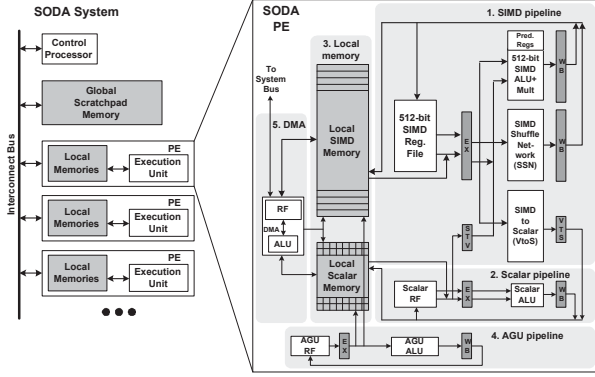 SODA System
Interconnect Bus
Control
Processor
Global
Scratchpad
Memory
PE
Local
Memories
Execution
Unit
PE
Local
Memories
Execution
Unit
PE
Local
Memories
Execution
Unit
SODA
PE
To
System
Bus
1. SIMD pipeline
3. Local
memory
5. DMA
Local
SIMD
Memory
512-bit
SIMD
Reg.
File
E
X
Pred.
Regs
512-bit
SIMD
ALU+
Mult
W
B
SIMD
Shuffle
Net-
work
(SSN)
W
B
RF
DMA
ALU
S
T
V
SIMD
to
Scalar
(VtoS)
V
T
S
Local
Scalar
Memory
2. Scalar pipeline
Scalar
RF
E
X
Scalar
ALU
W
B
4. AGU pipeline
AGU
RF
E
X
AGU
ALU
W
B